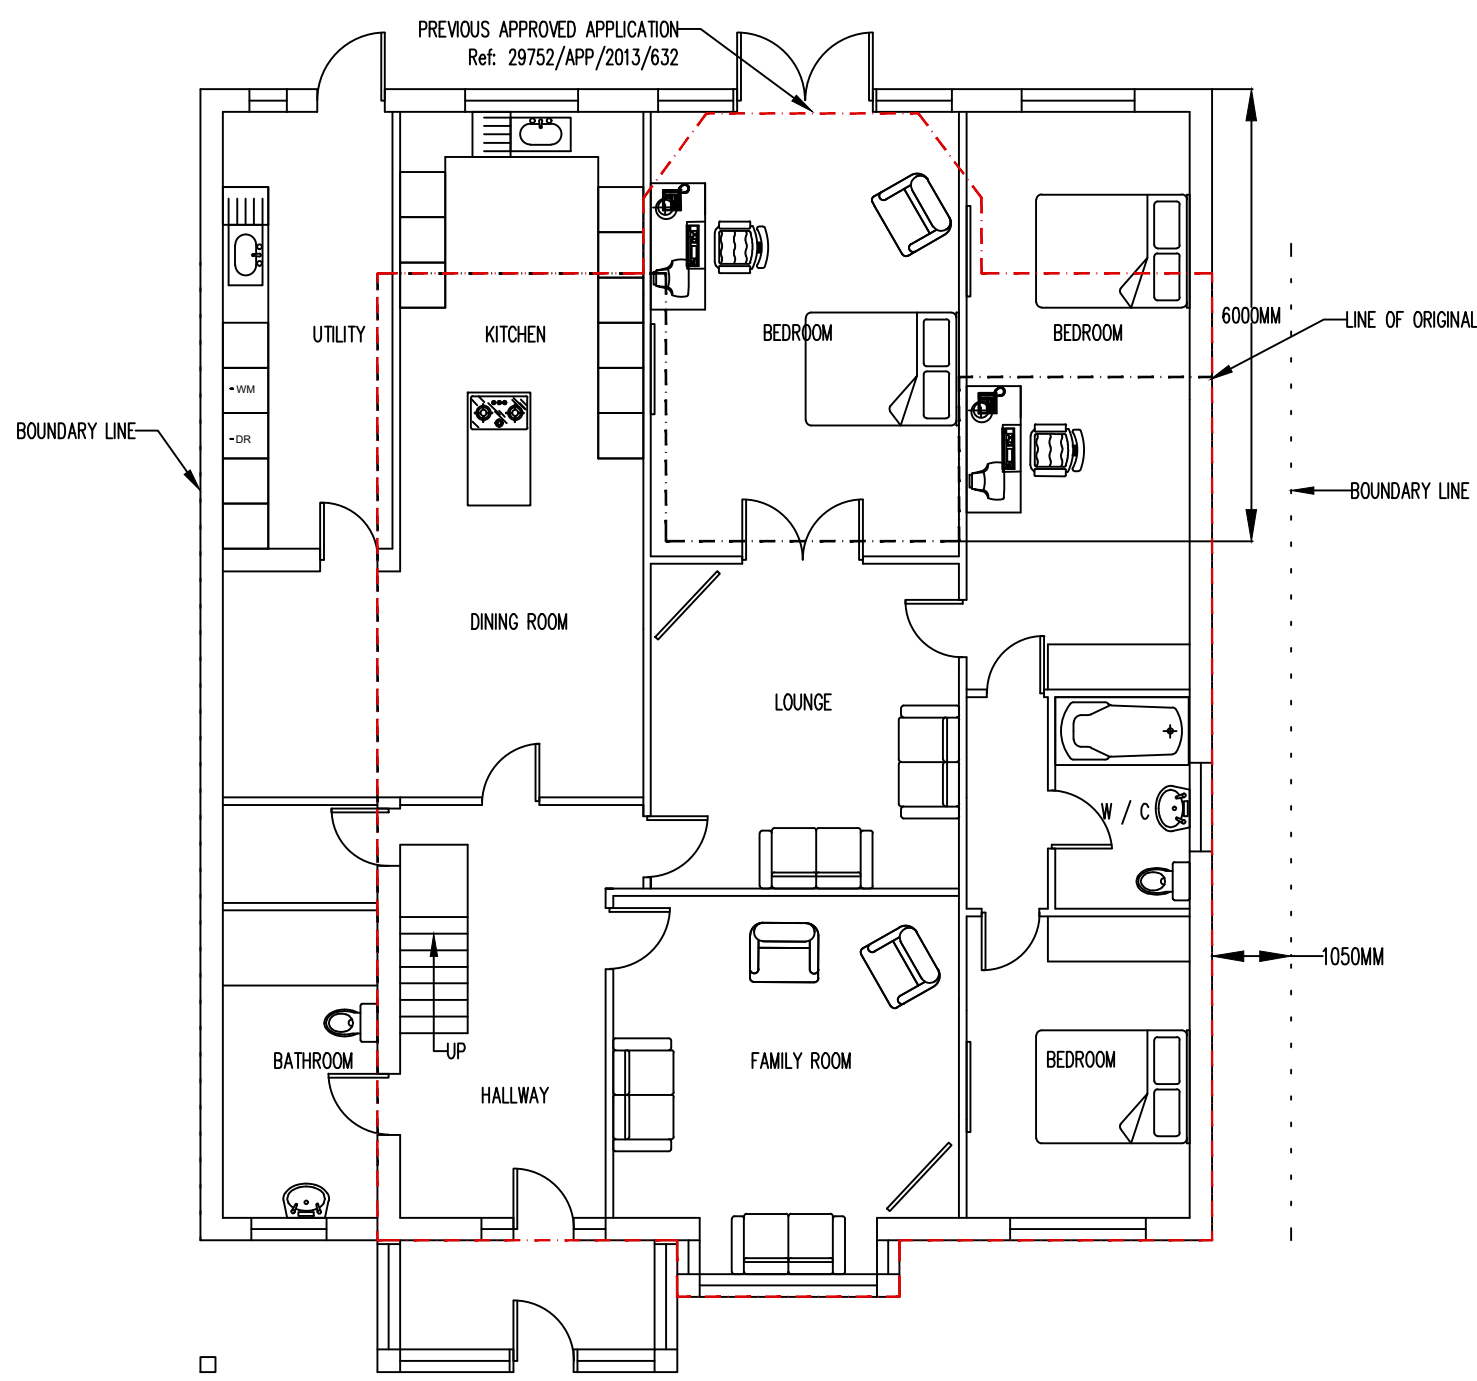 PREVIOUS APPROVED APPLICATION
Ref: 29752/APP/2013/632
UTILITY
KITCHEN
BEDROOM
BEDROOM
6000MM
LINE OF ORIGINAL
WM
DR
BOUNDARY LINE
BOUNDARY LINE
DINING ROOM
LOUNGE
W / C
1050MM
UP
BATHROOM
HALLWAY
FAMILY ROOM
BEDROOM